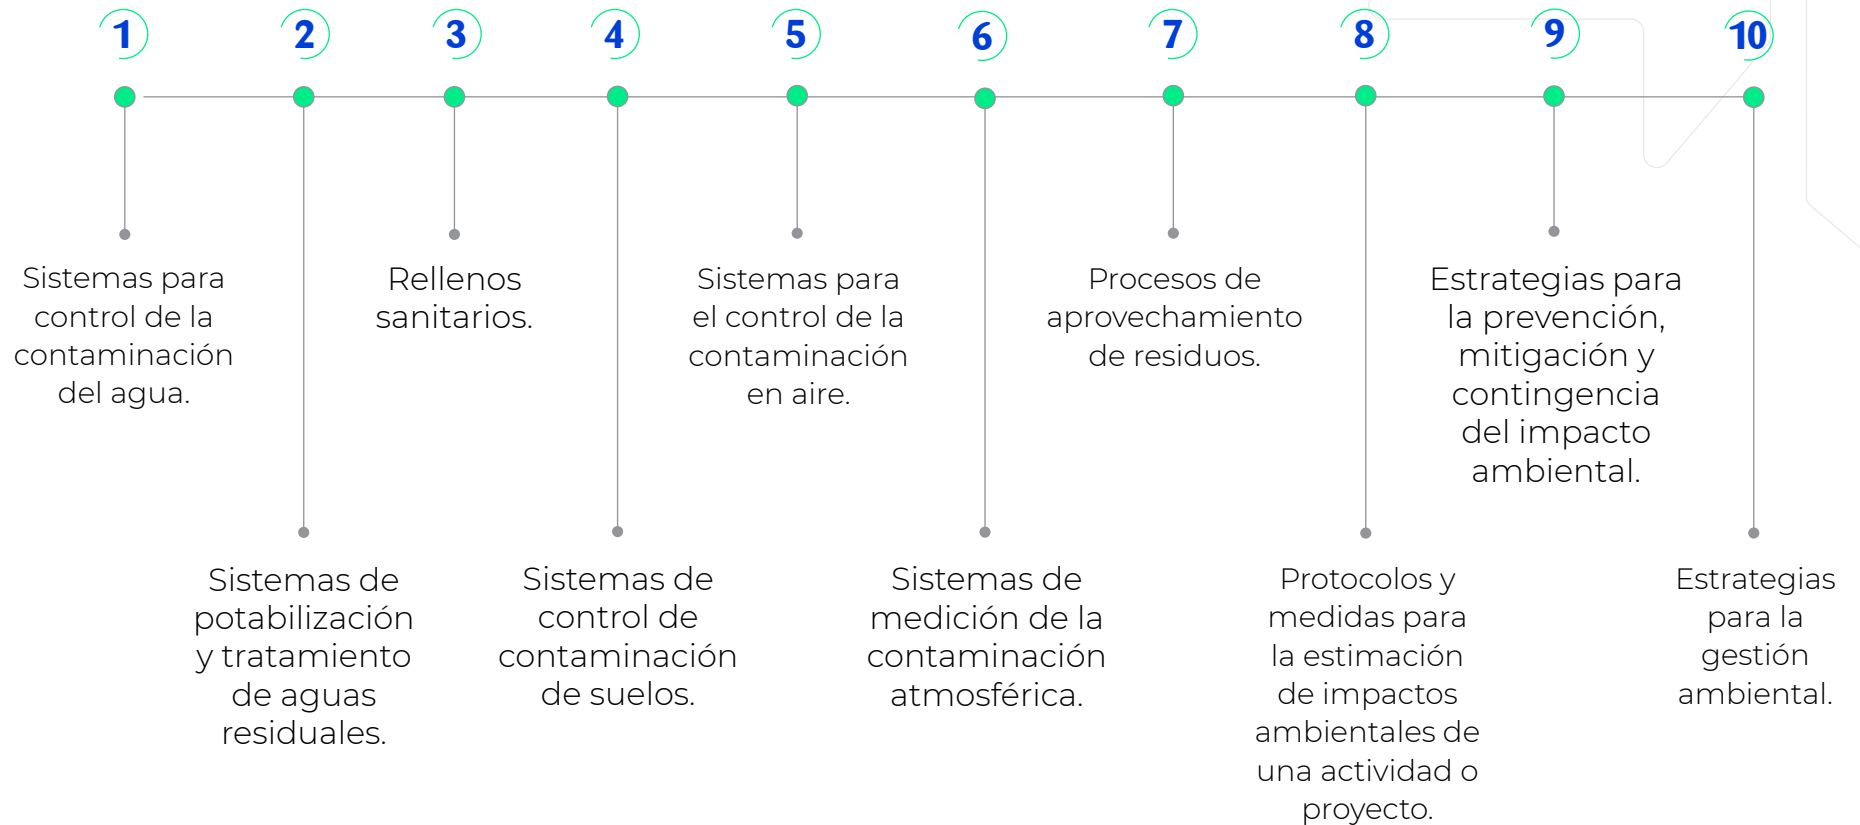 1
Sistemas para
control de la
contaminación
del agua.
2
Sistemas de
potabilización
y tratamiento
de aguas
residuales.
3
Rellenos
sanitarios.
4
Sistemas de
control de
contaminación
de suelos.
5
Sistemas para
el control de la
contaminación
en aire.
6
Sistemas de
medición de la
contaminación
atmosférica.
7
Procesos de
aprovechamiento
de residuos.
8
Protocolos y
medidas para
la estimación
de impactos
ambientales de
una actividad o
proyecto.
9
Estrategias para
la prevención,
mitigación y
contingencia
del impacto
ambiental.
10
Estrategias
para la
gestión
ambiental.